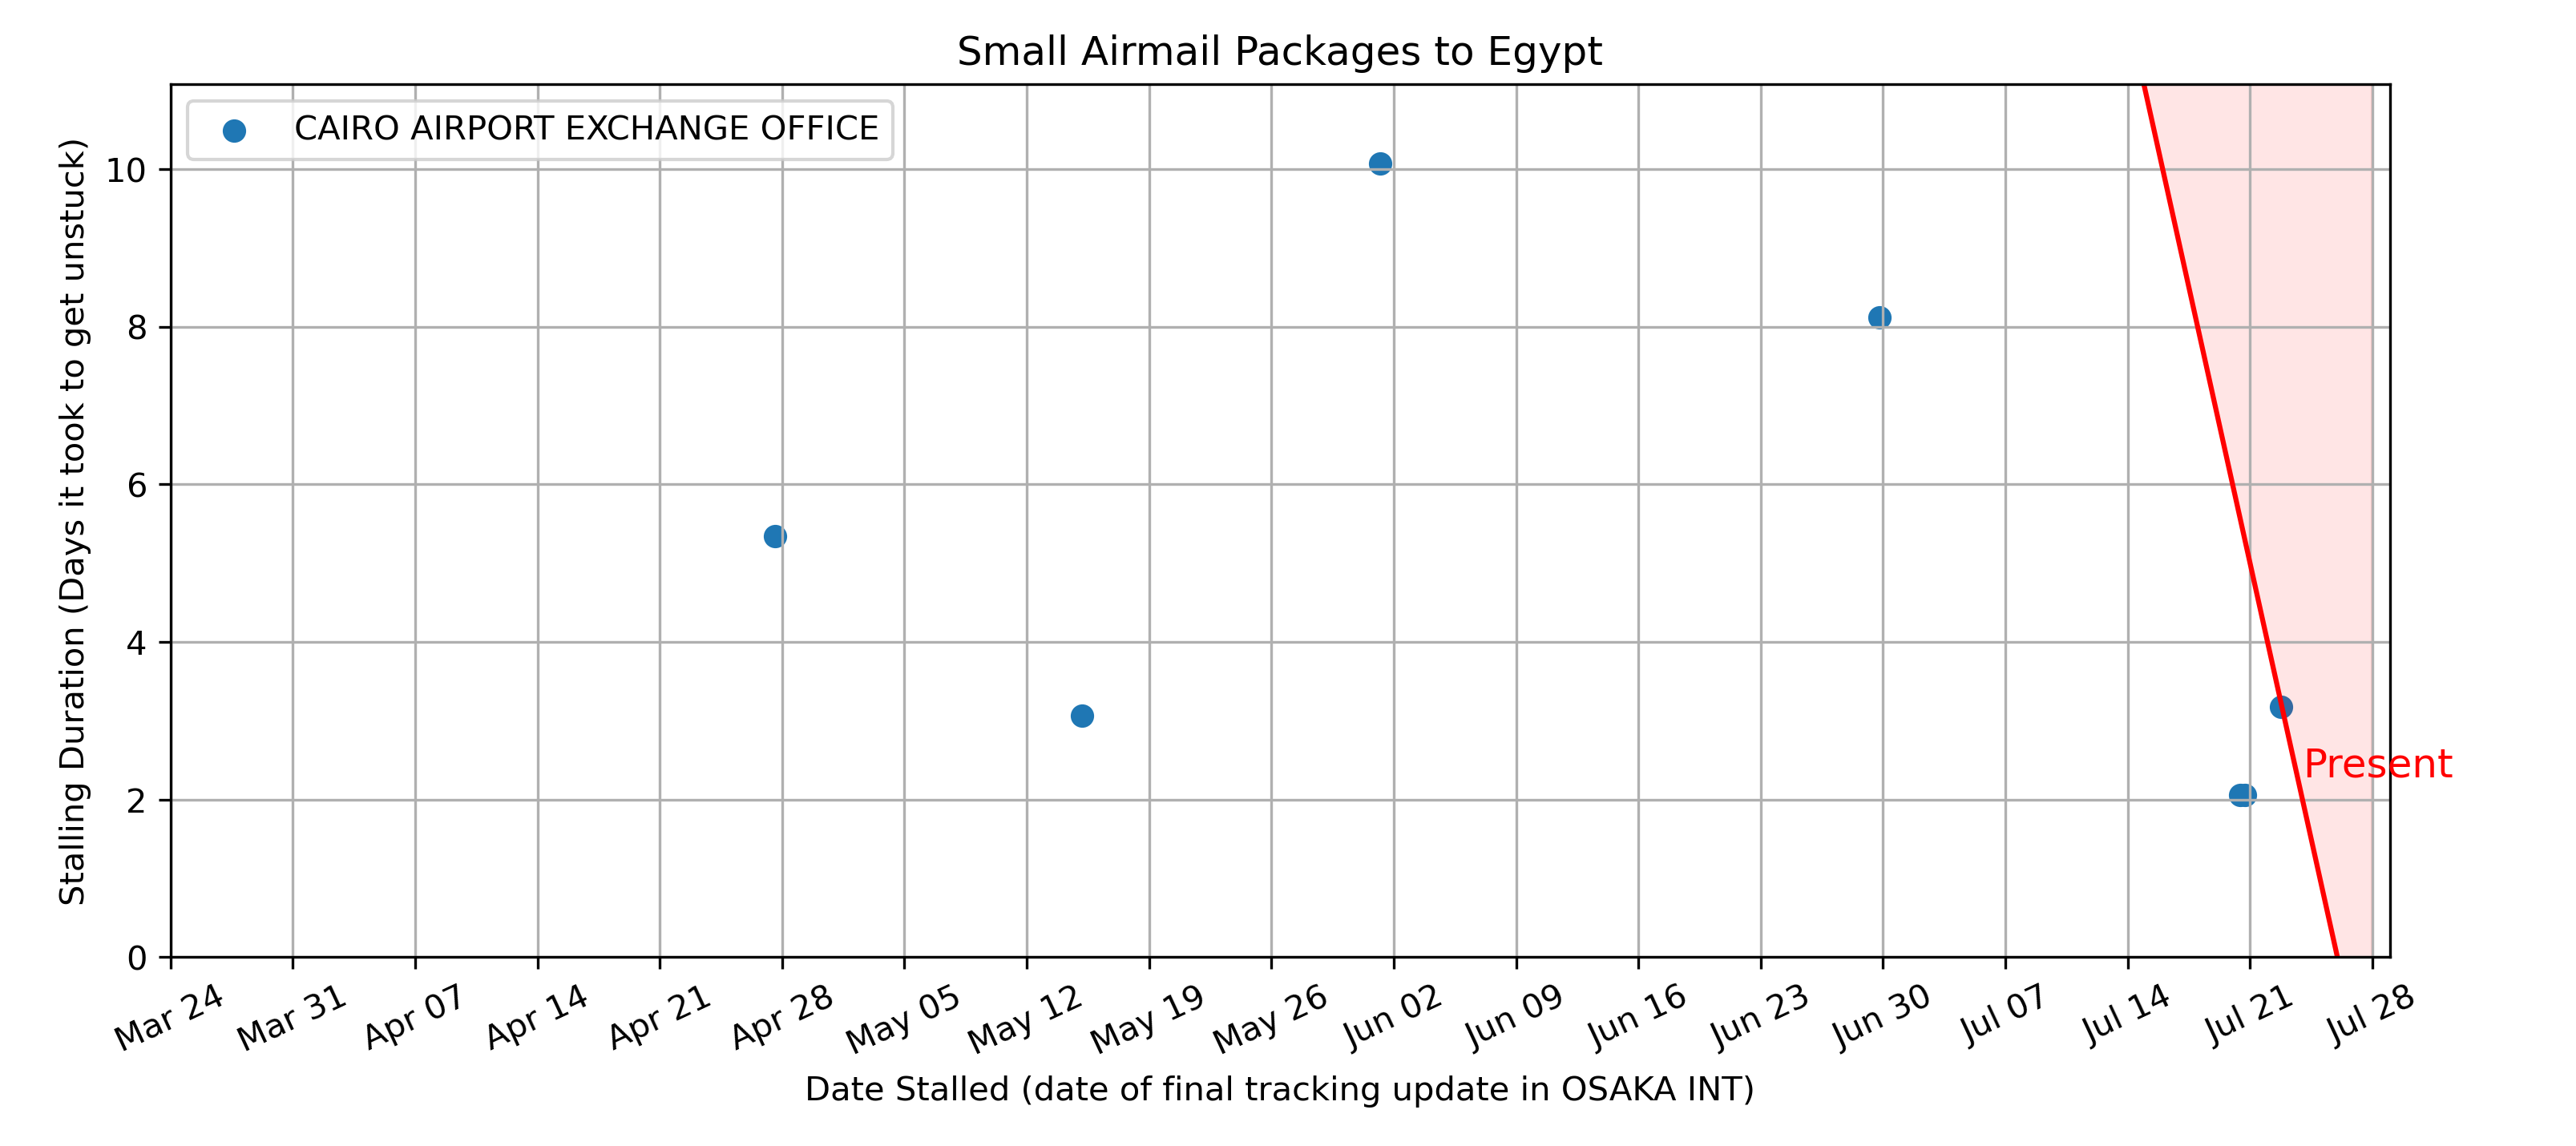 Small Airmail Packages to Egypt
CAIRO AIRPORT EXCHANGE OFFICE
Stalling Duration (Days it took to get unstuck)
10
8
6
4
2
0
Present
Mar 24
Mar 31
Apr 07
Apr 14
Apr 21
Apr 28
May 05
May 12
May 19
May 26
Jun 02
Jun 09
Jun 16
Jun 23
Jun 30
Jul 07
Jul 14
Jul 21
Jul 28
Date Stalled (date of final tracking update in OSAKA INT)